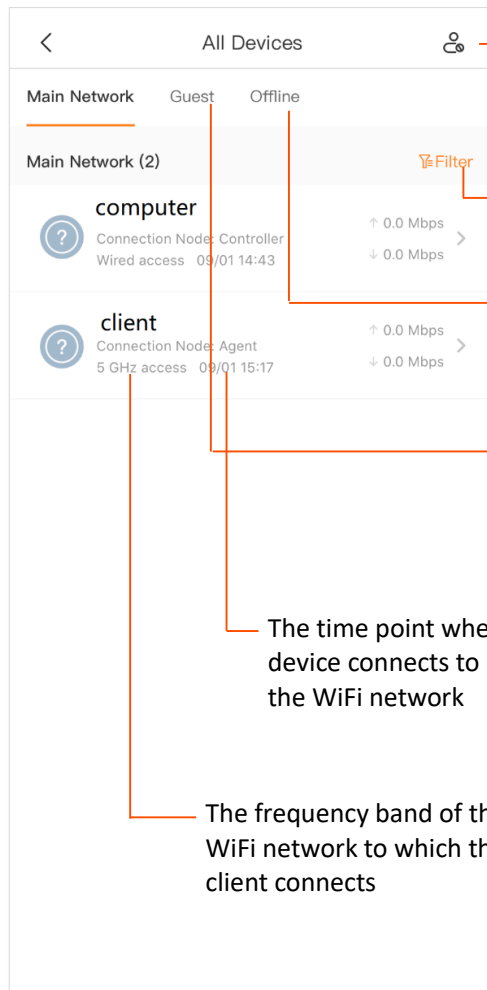 All Devices
Main Network Guest Offline
Main Network (2) Filter
computer
↑ 0.0 Mbps
Connection Node: Controller
Wired access 09/01 14:43
↓ 0.0 Mbps
client
↑ 0.0 Mbps
Connection Node: Agent
5 GHz access 09/01 15:17
↓ 0.0 Mbps
The time point whe
device connects to
the WiFi network
The frequency band of th
WiFi network to which th
client connects